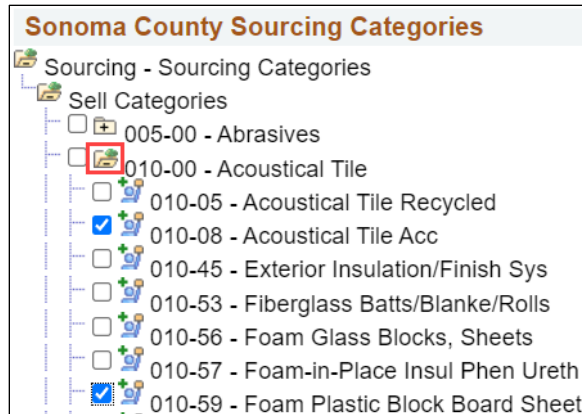 Sonoma County Sourcing Categories
Sourcing - Sourcing Categories
Sell Categories
005-00 - Abrasives
010-00 - Acoustical Tile
010-05 - Acoustical Tile Recycled
010-08 - Acoustical Tile Acc
010-45 - Exterior Insulation/Finish Sys
010-53 - Fiberglass Batts/Blanke/Rolls
010-56 - Foam Glass Blocks, Sheets
010-57 - Foam-in-Place Insul Phen Ureth
010-59 - Foam Plastic Block Board Sheet